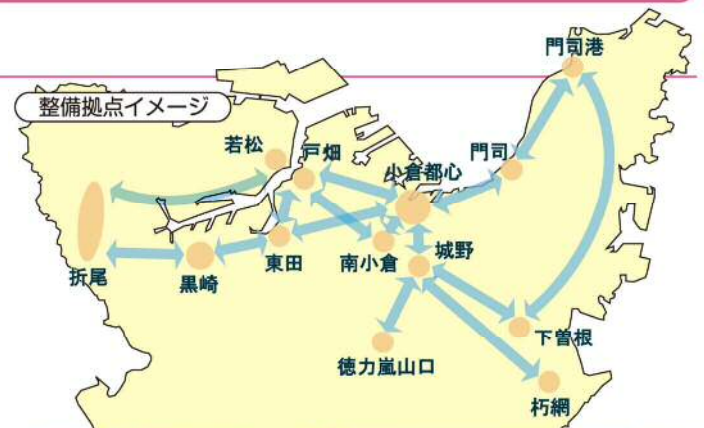 門司港
整備拠点イメージ
若松
戸畑
門司
小倉都心
折尾
黒崎
東田
南小倉
城野
下曽根
徳力嵐山口
朽網